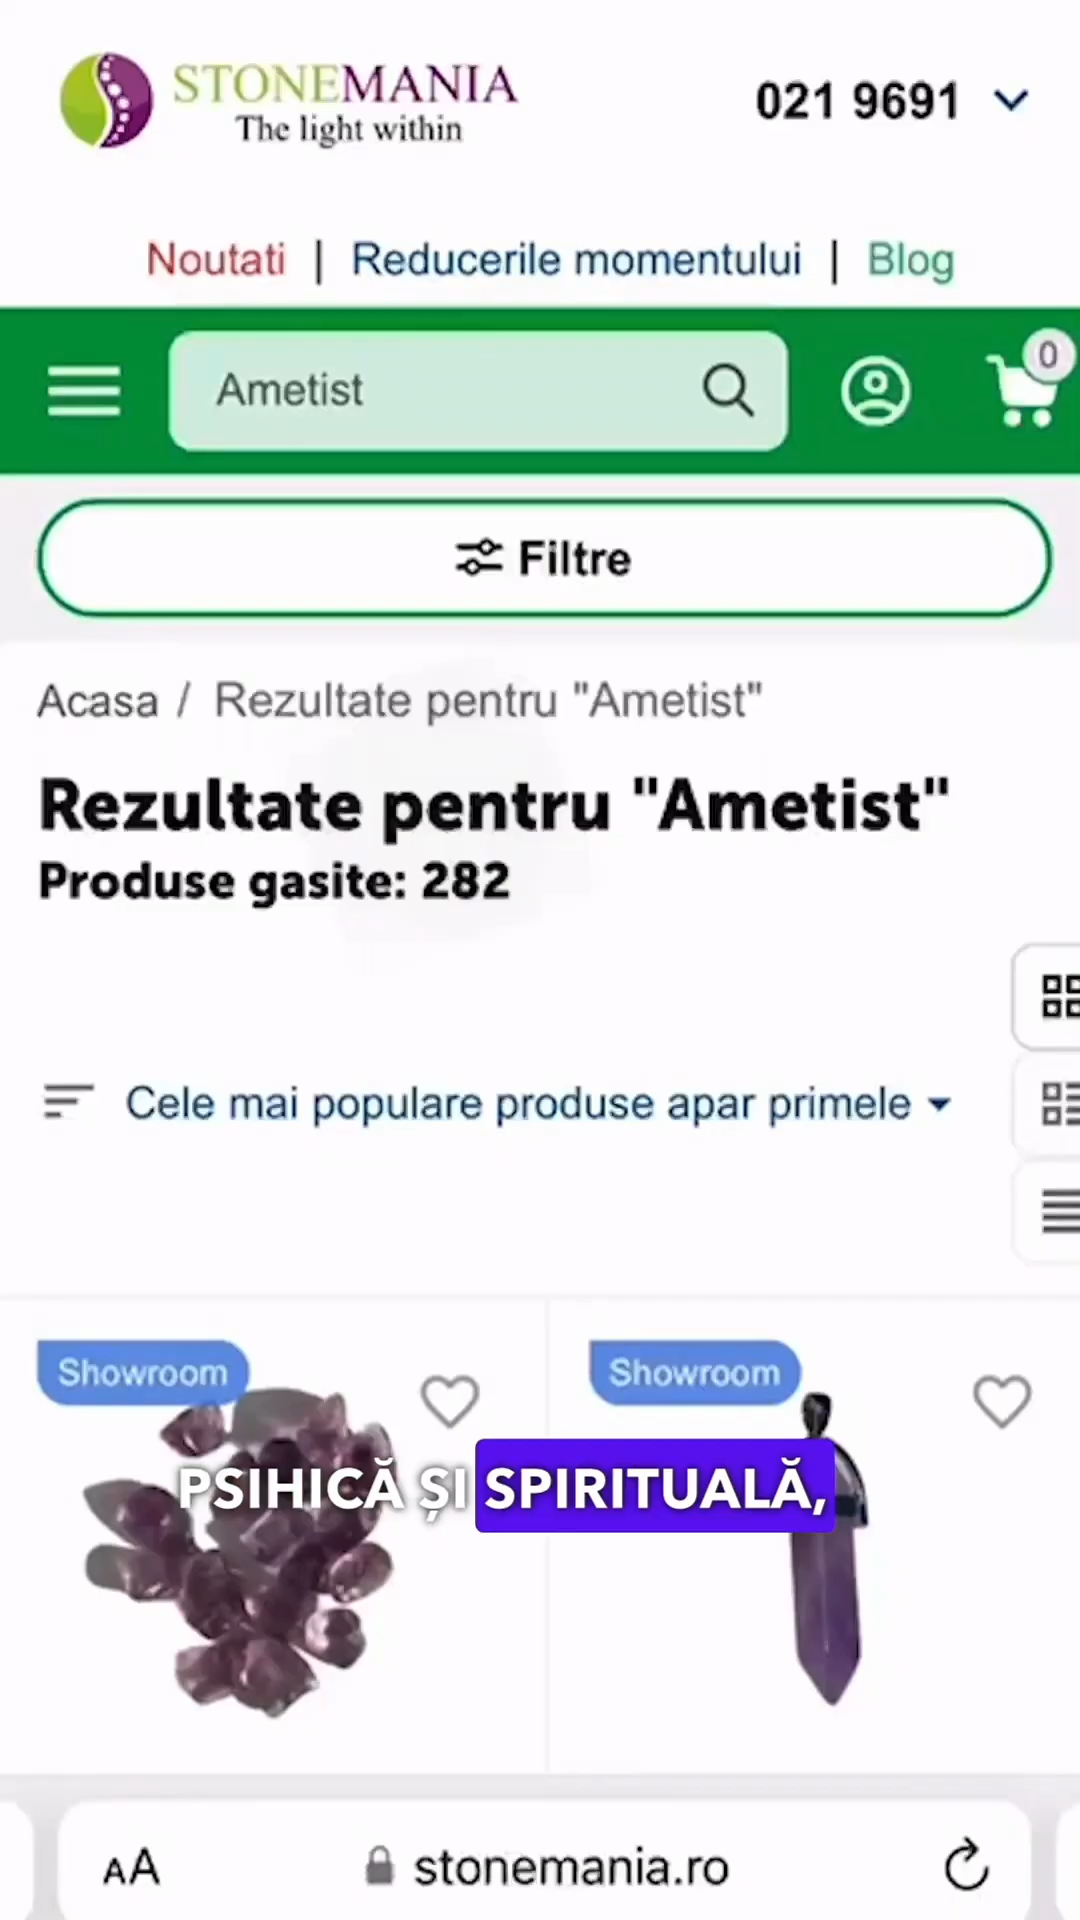 STONEMANIA
The light within
021 9691
Noutati | Reducerile momentului | Blog
Ametist
0
Filtre
Acasa / Rezultate pentru "Ametist"
Rezultate pentru "Ametist"
Produse gasite: 282
Cele mai populare produse apar primele
Showroom
Showroom
PSIHICĂ ȘI SPIRITUALĂ,
AA
stonemania.ro